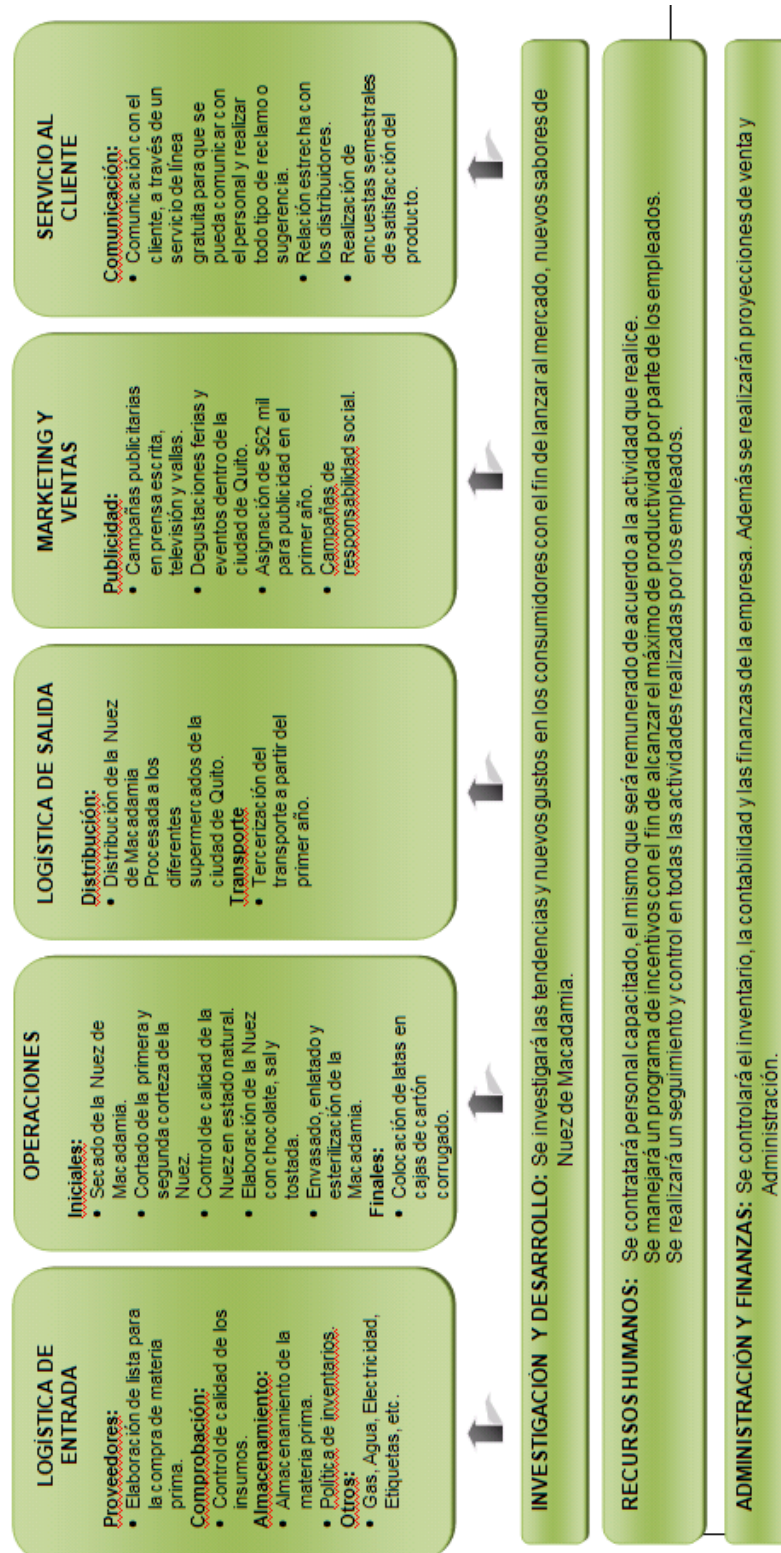 LOGÍSTICA DE
ENTRADA
Proveedores:
• Elaboración de lista para
la compra de materia
prima.
Comprobación:
• Control de calidad de los
insumos.
Almacenamiento:
• Almacenamiento de la
materia prima.
• Política de inventarios.
Otros:
• Gas, Agua, Electricidad,
Etiquetas, etc.
OPERACIONES
Iniciales:
• Secado de la Nuez de
Macadamia.
• Cortado de la primera y
segunda corteza de la
Nuez.
• Control de calidad de la
Nuez en estado natural.
• Elaboración de la Nuez
con chocolate, sal y
tostada.
• Envasado, enlatado y
esterilización de la
Macadamia.
Finales:
• Colocación de latas en
cajas de cartón
corrugado.
LOGÍSTICA DE SALIDA
Distribución:
• Distribución de la Nuez
de Macadamia
Procesada a los
diferentes
supermercados de la
ciudad de Quito.
Transporte
• Tercerización del
transporte a partir del
primer año.
MARKETING Y
VENTAS
Publicidad:
• Campañas publicitarias
en prensa escrita,
televisión y vallas.
• Degustaciones ferias y
eventos dentro de la
ciudad de Quito.
• Asignación de $62 mil
para publicidad en el
primer año.
• Campañas de
responsabilidad social.
SERVICIO AL
CLIENTE
Comunicación:
• Comunicación con el
cliente, a través de un
servicio de línea
gratuita para que se
pueda comunicar con
el personal y realizar
todo tipo de reclamo o
sugerencia.
• Relación estrecha con
los distribuidores.
• Realización de
encuestas semestrales
de satisfacción del
producto.
INVESTIGACIÓN Y DESARROLLO: Se investigará las tendencias y nuevos gustos en los consumidores con el fin de lanzar al mercado, nuevos sabores de
Nuez de Macadamia.
RECURSOS HUMANOS: Se contratará personal capacitado, el mismo que será remunerado de acuerdo a la actividad que realice.
Se manejará un programa de incentivos con el fin de alcanzar el máximo de productividad por parte de los empleados.
Se realizará un seguimiento y control en todas las actividades realizadas por los empleados.
ADMINISTRACIÓN Y FINANZAS: Se controlará el inventario, la contabilidad y las finanzas de la empresa. Además se realizarán proyecciones de venta y
Administración.